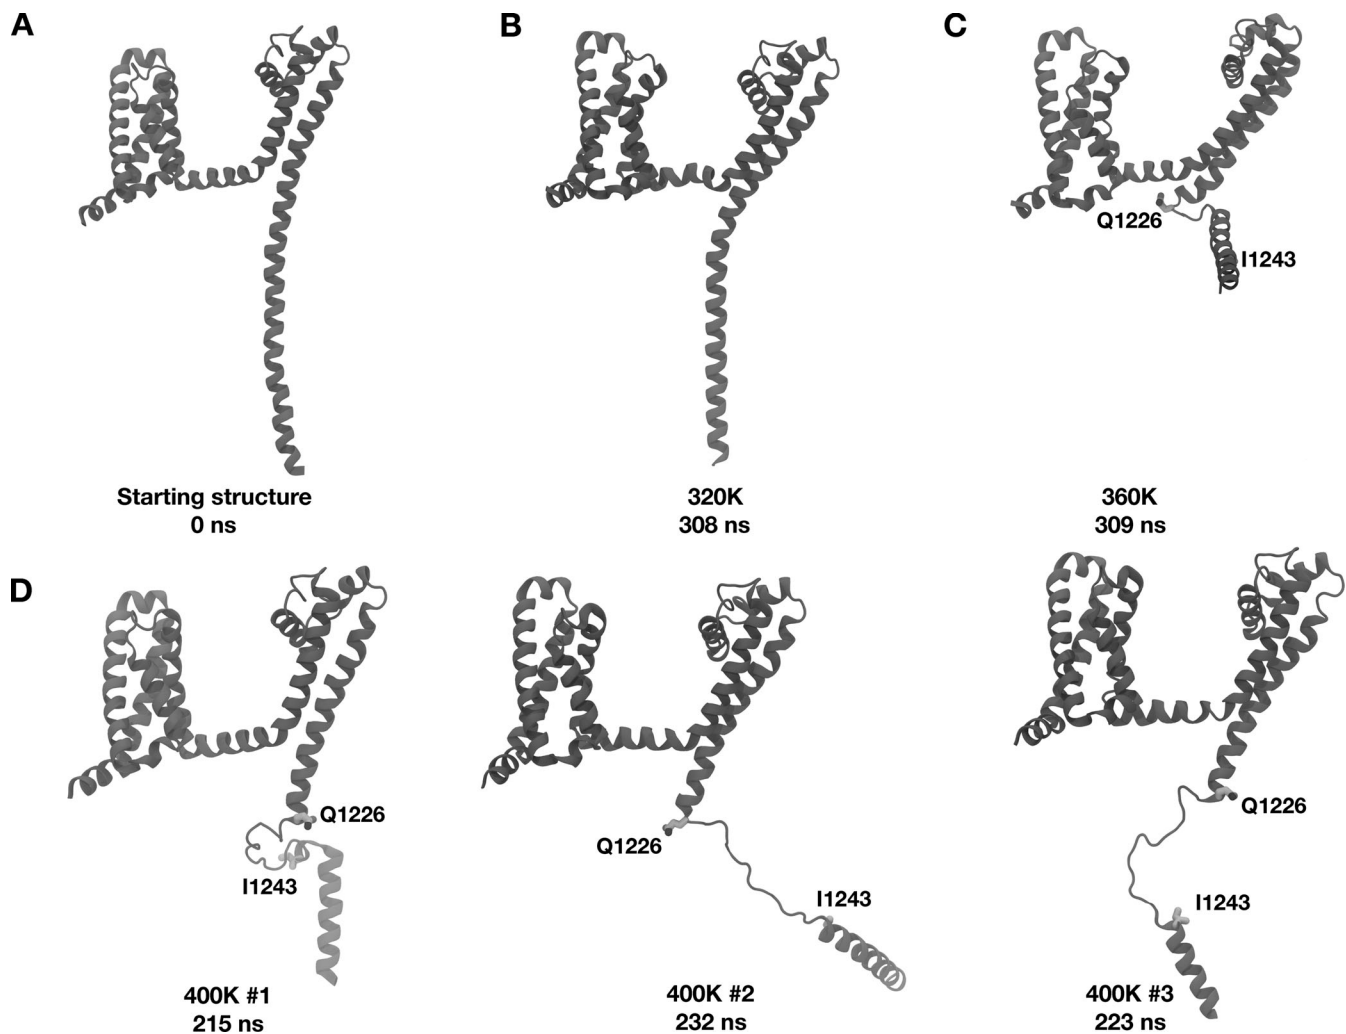 A
B
C
Q1226
I1243
Starting structure
0 ns
320K
308 ns
360K
309 ns
D
Q1226
I1243
400K #1
215 ns
Q1226
I1243
400K #2
232 ns
Q1226
I1243
400K #3
223 ns